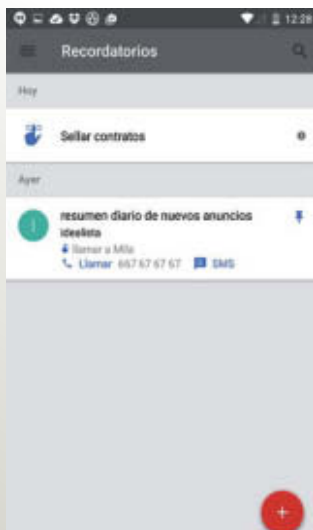 12:28
Recordatorios
Hoy
Sellar contratos
Ayer
resumen diario de nuevos anuncios
idealista
llamar a Mila
Llamar 667 67 67 67 SMS